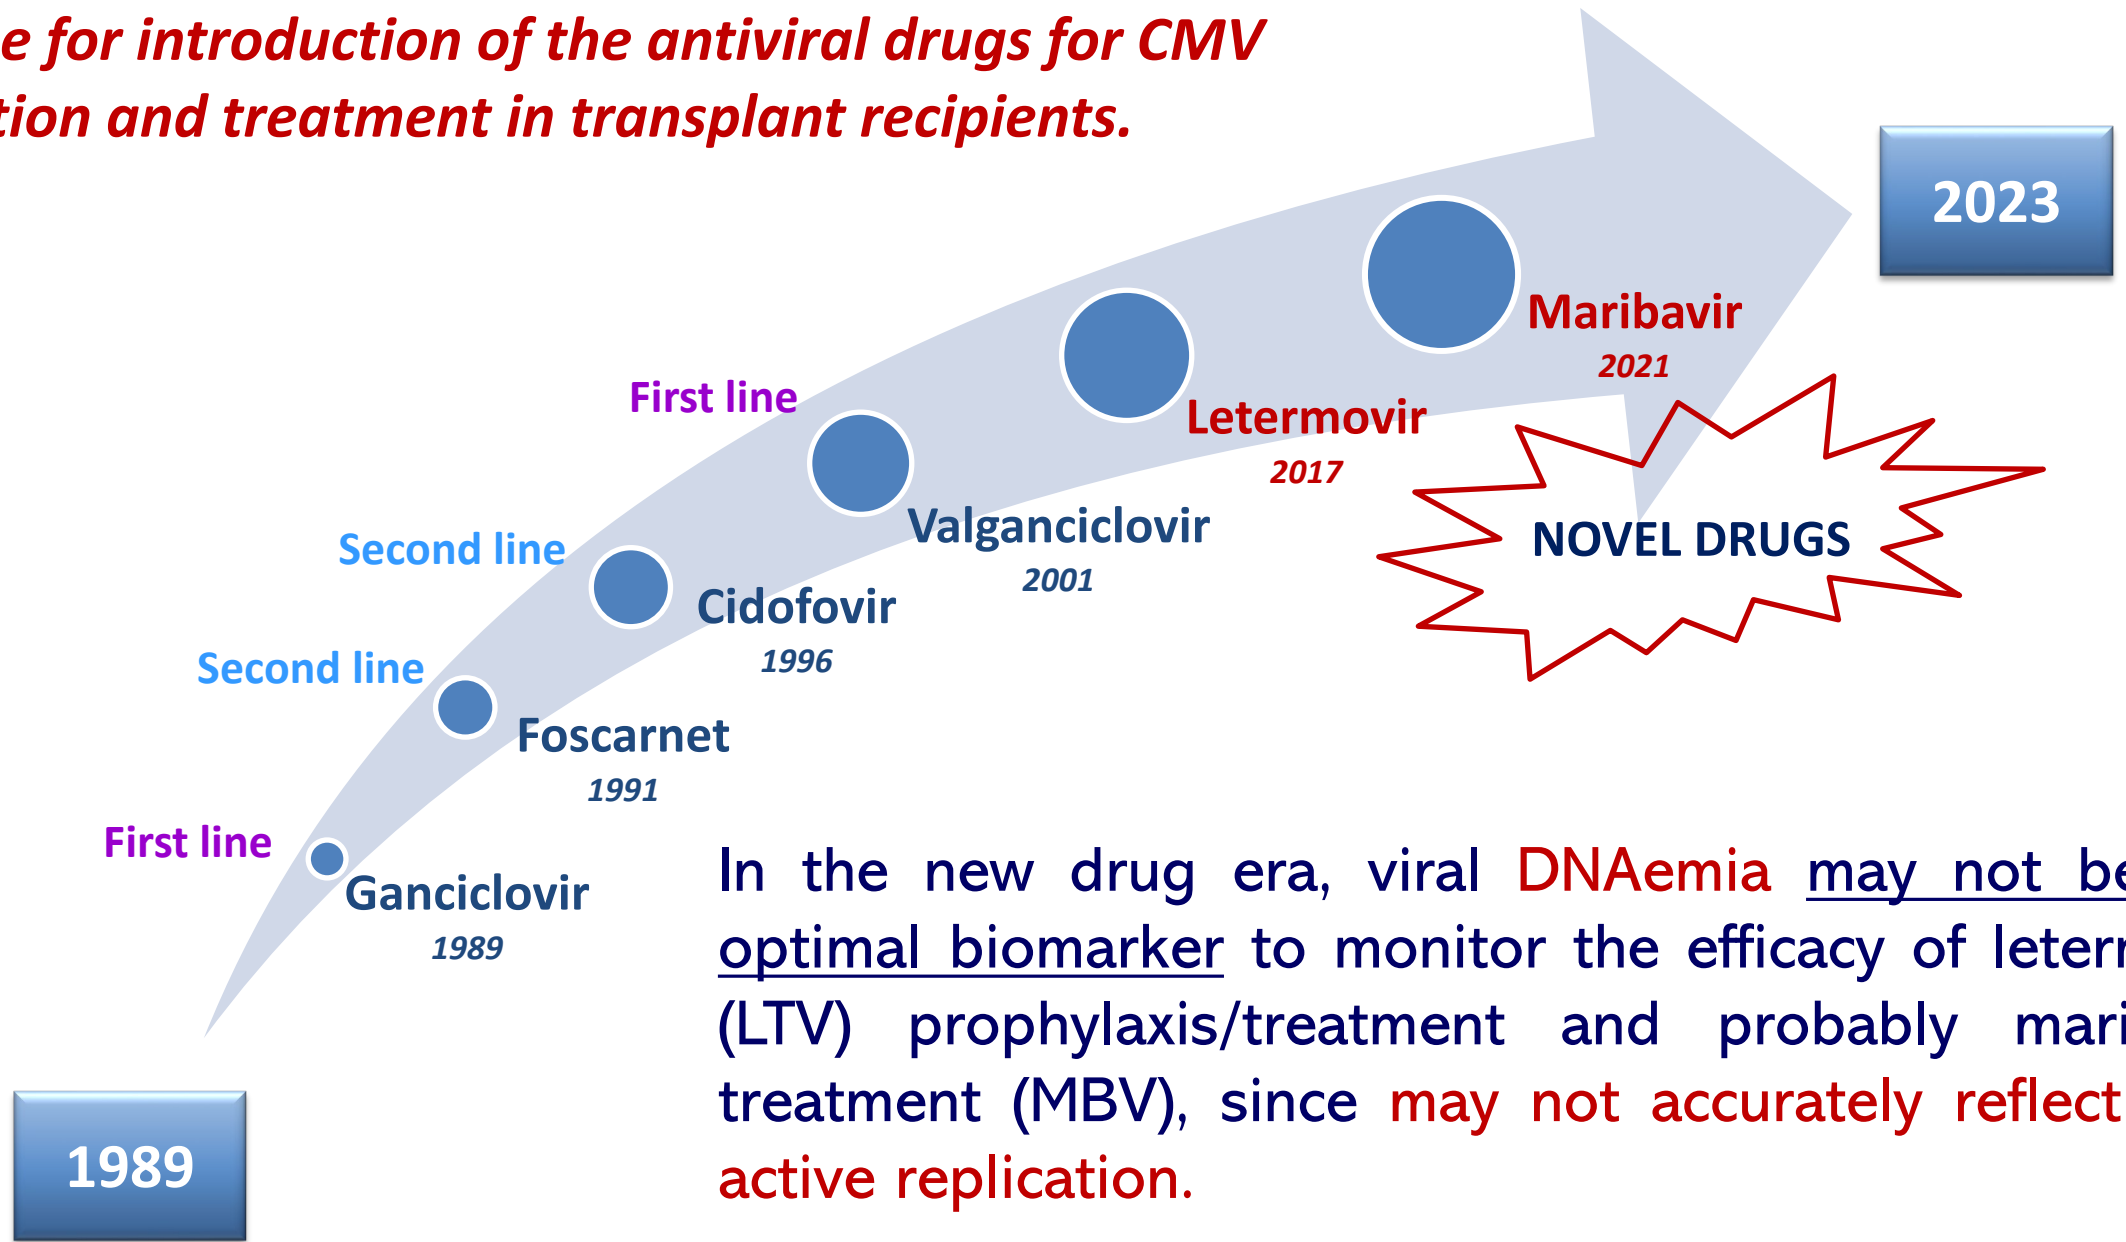 e for introduction of the antiviral drugs for CMV
tion and treatment in transplant recipients.
2023
Maribavir
2021
First line
Letermovir
2017
Valganciclovir
2001
NOVEL DRUGS
Second line
Cidofovir
1996
Second line
Foscarnet
1991
First line
Ganciclovir
1989
In the new drug era, viral DNAemia may not be
optimal biomarker to monitor the efficacy of leterm
(LTV) prophylaxis/treatment and probably mari
treatment (MBV), since may not accurately reflect
active replication.
1989